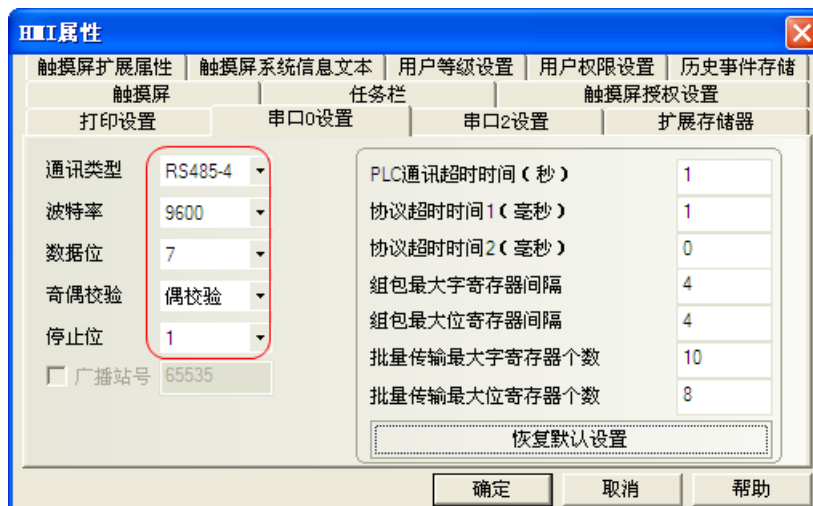 HMI属性
触摸屏扩展属性 触摸屏系统信息文本 用户等级设置 用户权限设置 历史事件存储
触摸屏 任务栏 触摸屏授权设置
打印设置 串口0设置 串口2设置 扩展存储器
通讯类型 RS485-4
波特率 9600
数据位 7
奇偶校验 偶校验
停止位 1
广播站号 65535
PLC通讯超时时间(秒) 1
协议超时时间1(毫秒) 1
协议超时时间2(毫秒) 0
组包最大字寄存器间隔 4
组包最大位寄存器间隔 4
批量传输最大字寄存器个数 10
批量传输最大位寄存器个数 8
恢复默认设置
确定 取消 帮助